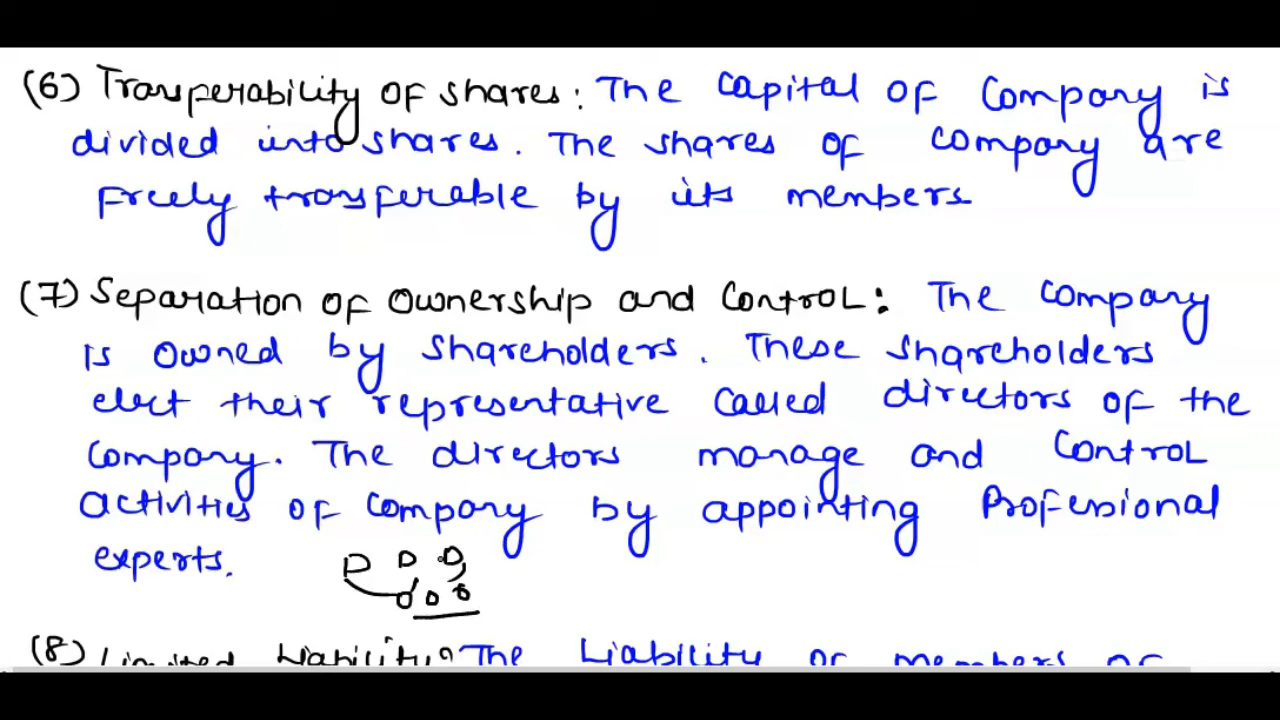 (6) Transferability of shares: The capital of company is
divided into shares. The shares of company are
freely transferable by its members
(7) Separation of ownership and control: The company
is owned by shareholders. These shareholders
elect their representative called directors of the
company. The directors manage and control
activities of company by appointing Professional
experts.
(8) Limited Liability: The Liability of members of